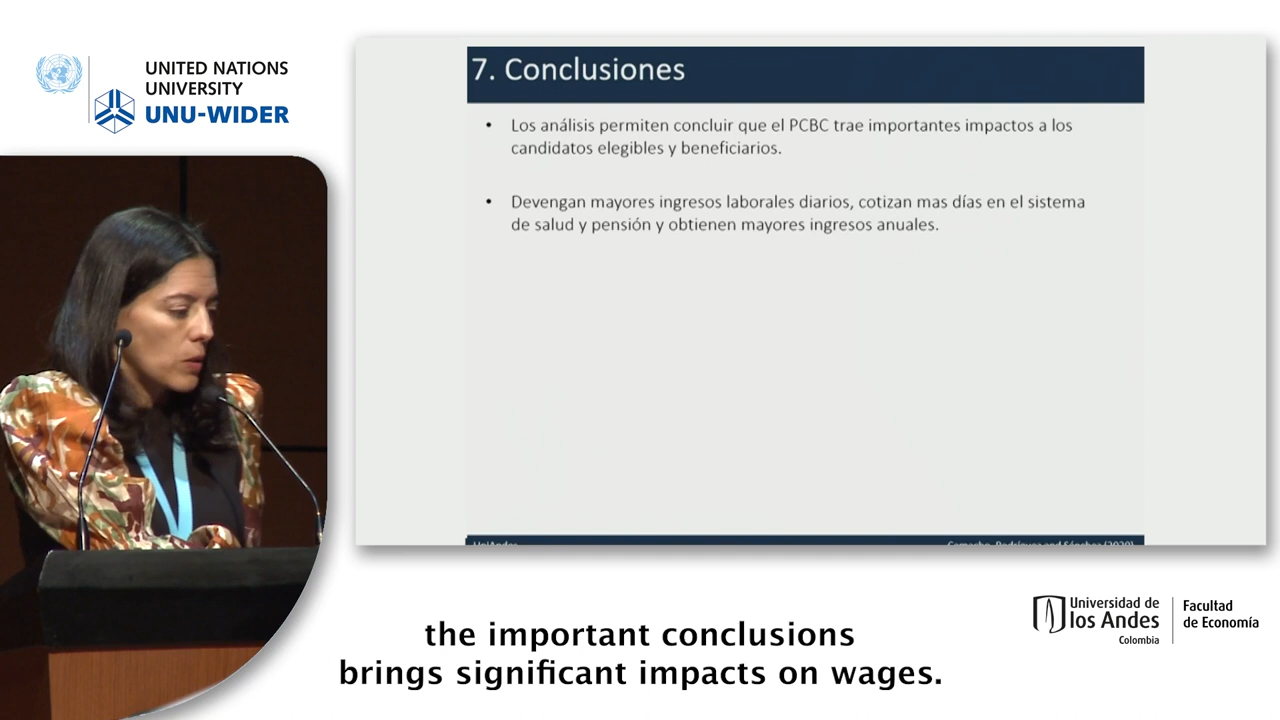 UNITED NATIONS
UNIVERSITY
UNU-WIDER
7. Conclusiones
• Los análisis permiten concluir que el PCBC trae importantes impactos a los
candidatos elegibles y beneficiarios.
• Devengan mayores ingresos laborales diarios, cotizan mas días en el sistema
de salud y pensión y obtienen mayores ingresos anuales.
UniAndes
Camacho, Rodríguez and Sánchez (2020)
Universidad de
los Andes
Colombia
Facultad
de Economía
the important conclusions
brings significant impacts on wages.